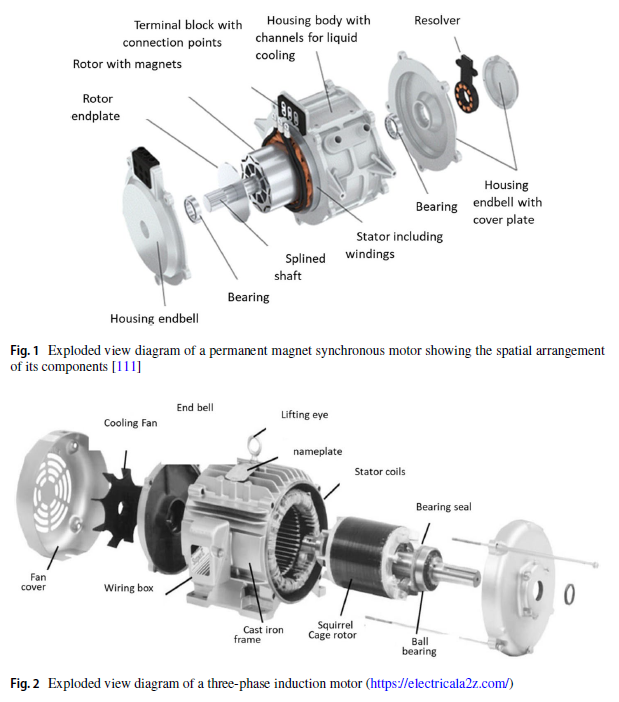 Terminal block with
connection points
Housing body with
channels for liquid
cooling
Resolver
Rotor with magnets
Rotor
endplate
Bearing
Housing
endbell with
cover plate
Stator including
windings
Splined
shaft
Bearing
Housing endbell
Fig. 1 Exploded view diagram of a permanent magnet synchronous motor showing the spatial arrangement
of its components [111]
End bell
Cooling Fan
Lifting eye
nameplate
Stator coils
Bearing seal
Fan
cover
Wiring box
Cast iron
frame
Squirrel
Cage rotor
Ball
bearing
Fig. 2 Exploded view diagram of a three-phase induction motor (https://electricala2z.com/)